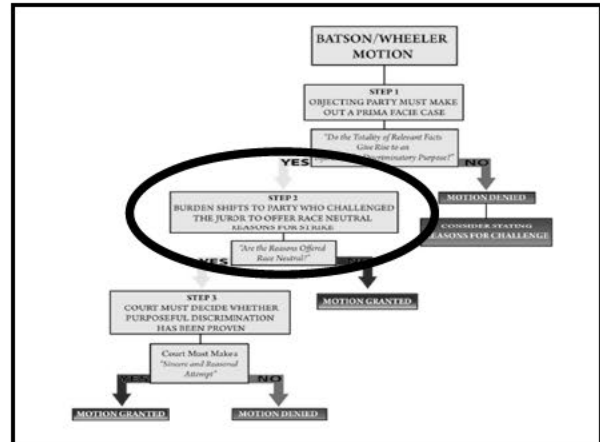 BATSON/WHEELER
MOTION
STEP 1
OBJECTING PARTY MUST MAKE
OUT A PRIMA FACIE CASE
"Do the Totality of Relevant Facts
Give Rise to an
Discriminatory Purpose?"
YES
NO
STEP 2
BURDEN SHIFTS TO PARTY WHO CHALLENGED
THE JUROR TO OFFER RACE NEUTRAL
REASONS FOR STRIKE
MOTION DENIED
CONSIDER STATING
REASONS FOR CHALLENGE
"Are the Reasons Offered
Race Neutral?"
YES
NO
STEP 3
COURT MUST DECIDE WHETHER
PURPOSEFUL DISCRIMINATION
HAS BEEN PROVEN
MOTION GRANTED
Court Must Make a
"Sincere and Reasoned
Attempt"
YES
NO
MOTION GRANTED
MOTION DENIED